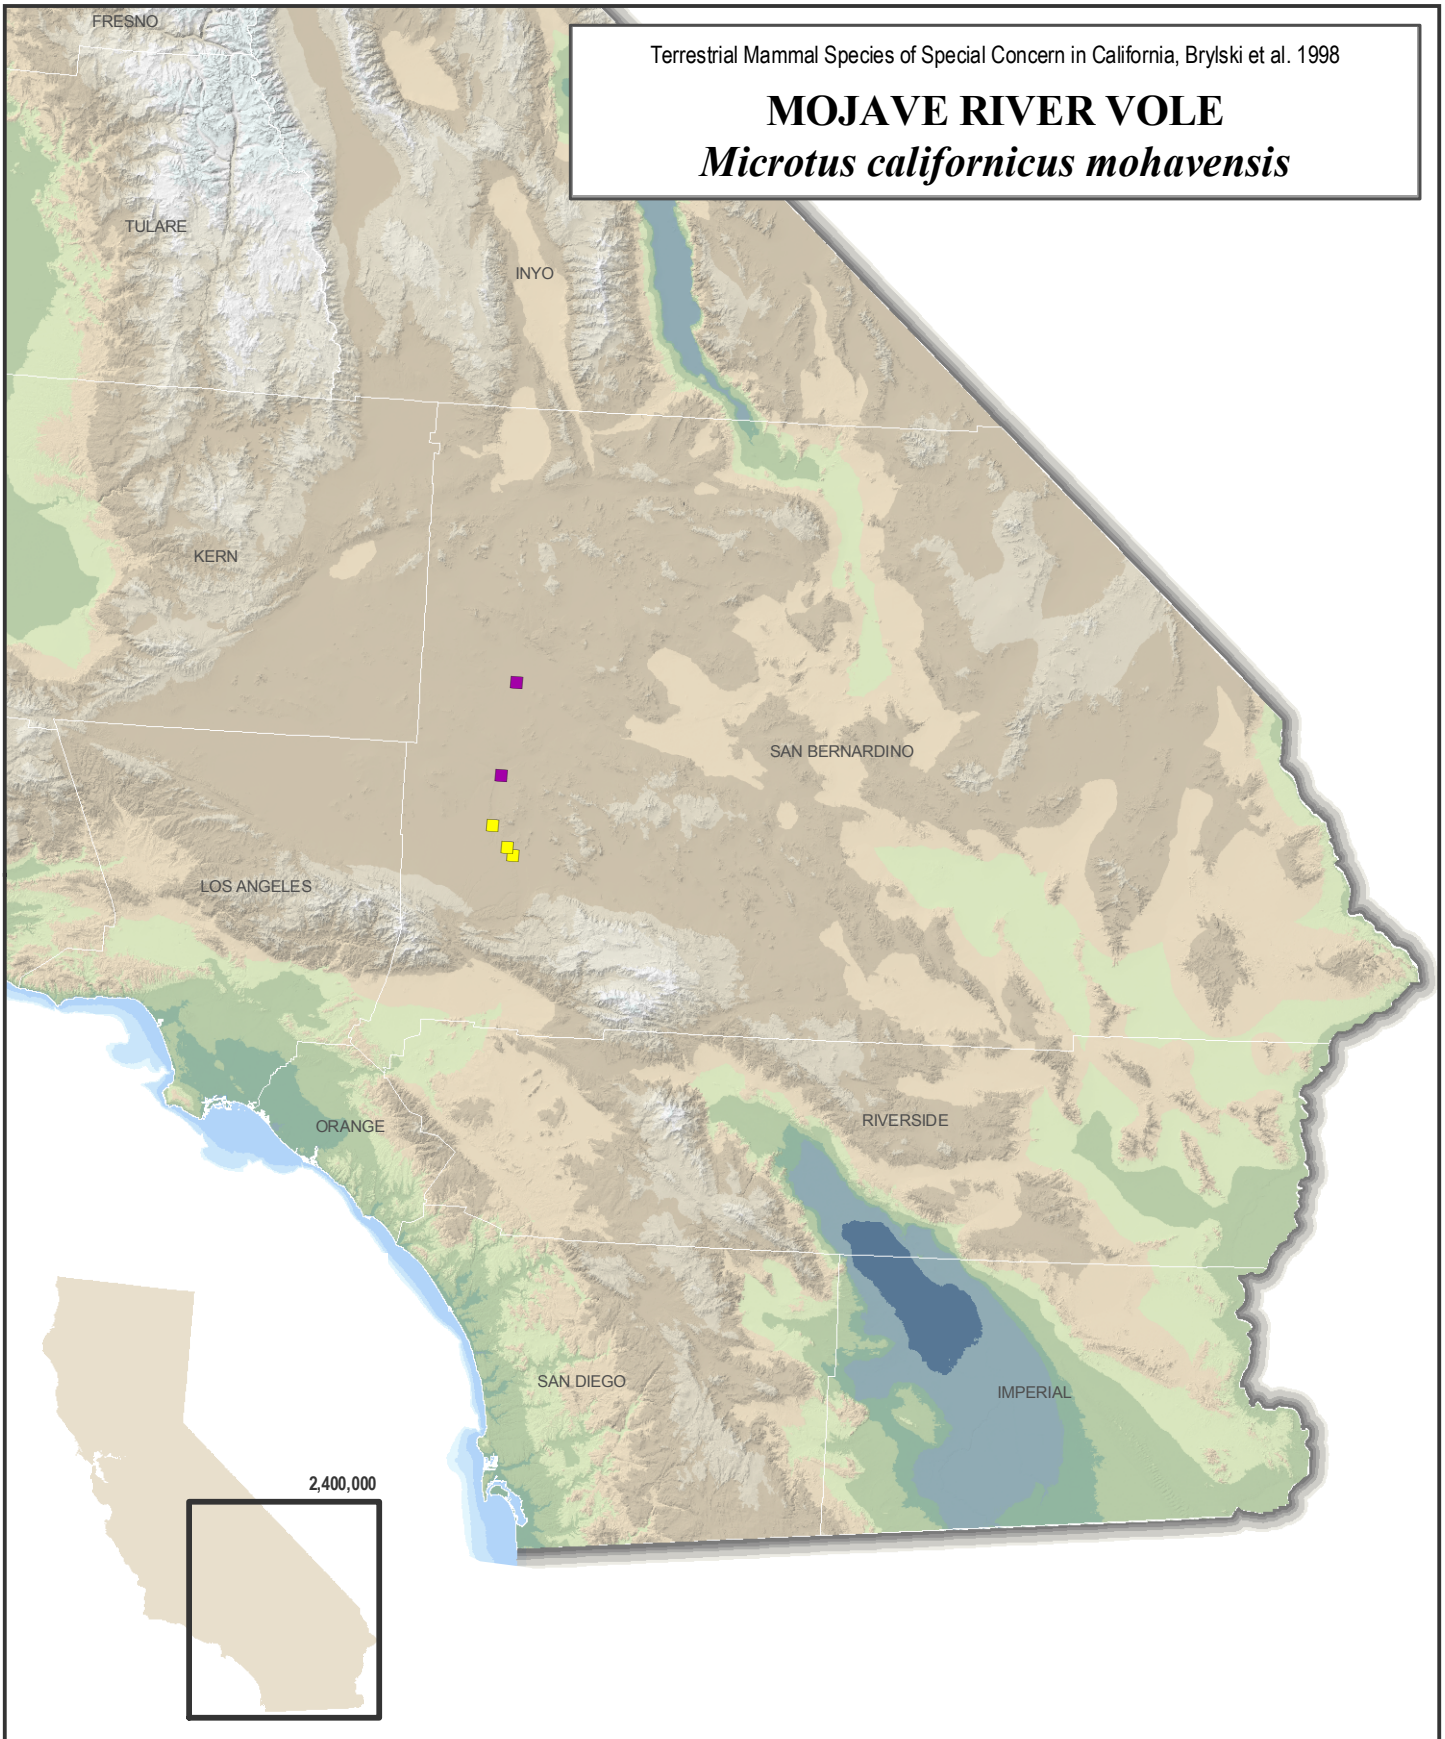 FRESNO
Terrestrial Mammal Species of Special Concern in California, Brylski et al. 1998
MOJAVE RIVER VOLE
Microtus californicus mohavensis
TULARE
INYO
KERN
SAN BERNARDINO
LOS ANGELES
RIVERSIDE
ORANGE
SAN DIEGO
IMPERIAL
2,400,000